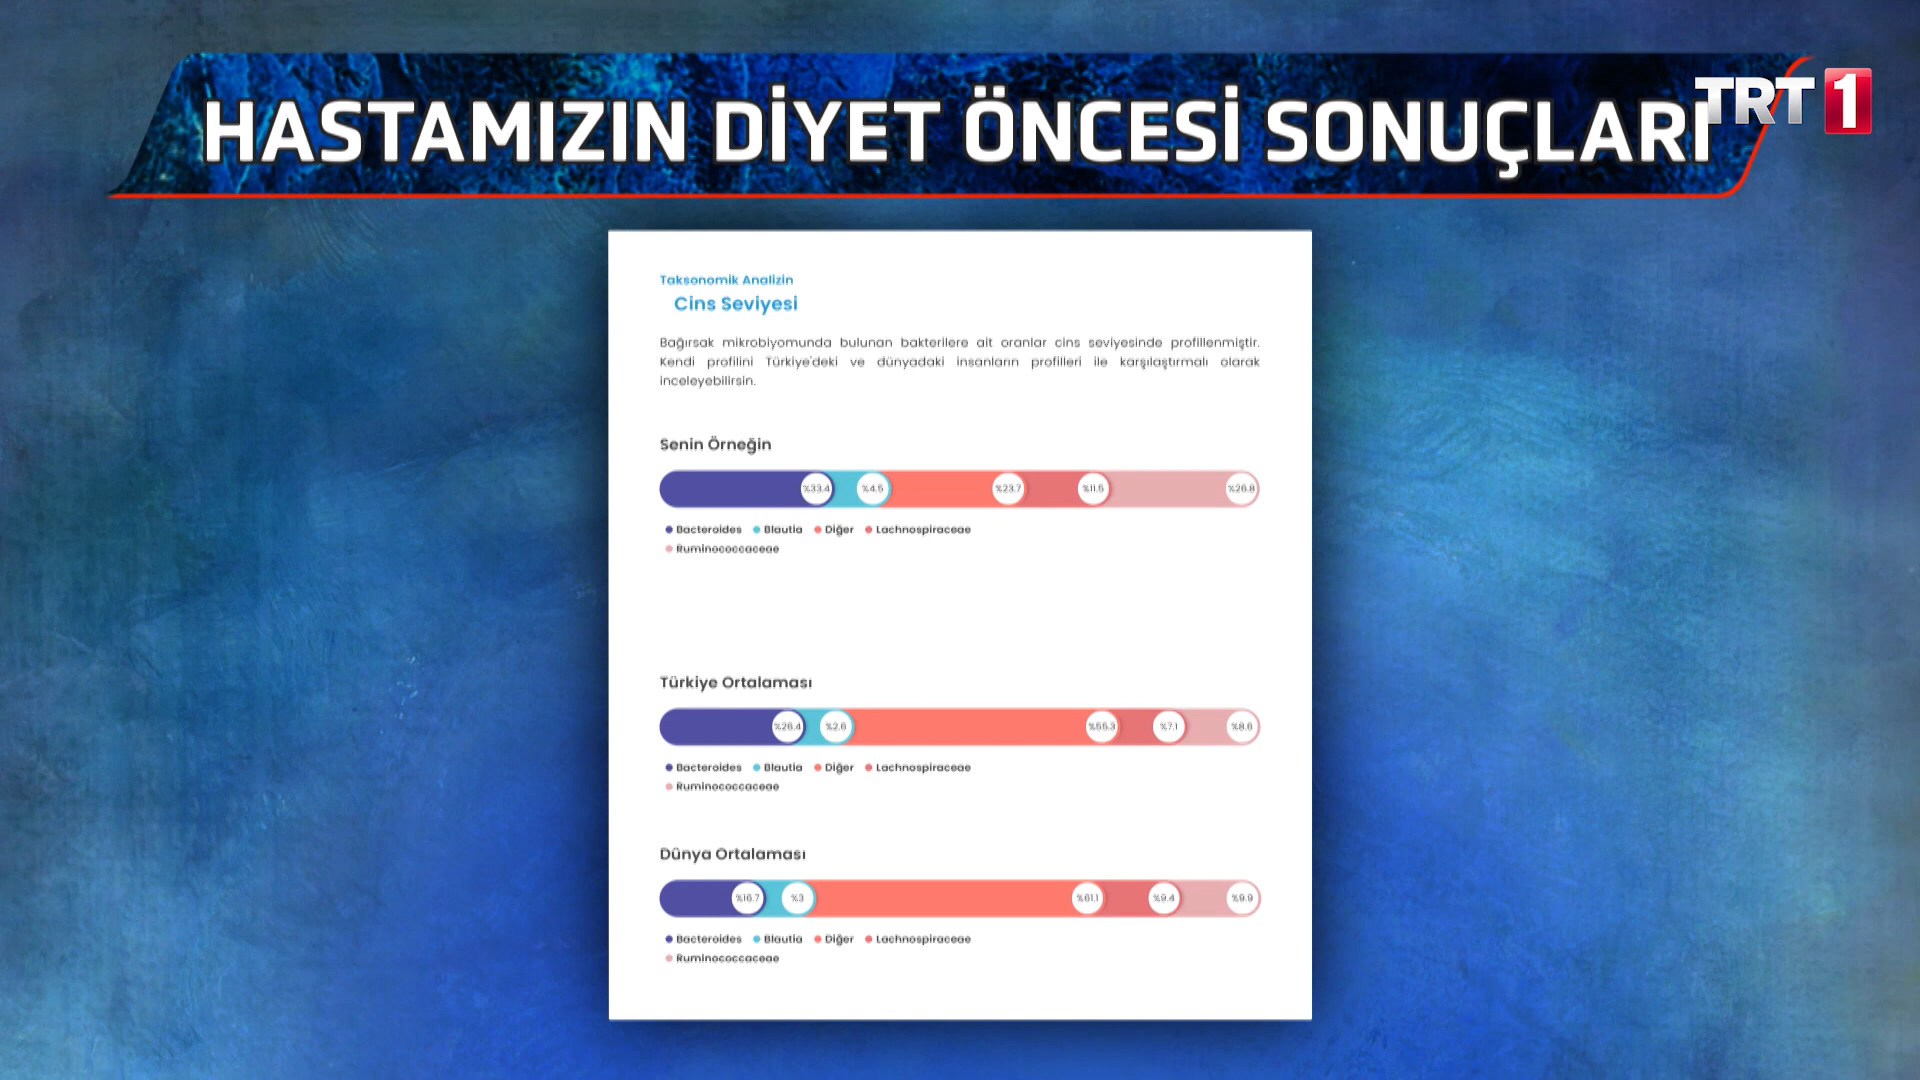 HASTAMIZIN DİYET ÖNCESİ SONUÇLARI
TRT 1
Taksonomik Analizin
Cins Seviyesi
Bağırsak mikrobiyomunda bulunan bakterilere ait oranlar cins seviyesinde profillenmiştir.
Kendi profilini Türkiye'deki ve dünyadaki insanların profilleri ile karşılaştırmalı olarak
inceleyebilirsin.
Senin Örneğin
%33.4 %4.5 %23.7 %11.5 %26.8
Bacteroides Blautia Diğer Lachnospiraceae
Ruminococcaceae
Türkiye Ortalaması
%26.4 %2.6 %55.3 %7.1 %8.6
Bacteroides Blautia Diğer Lachnospiraceae
Ruminococcaceae
Dünya Ortalaması
%16.7 %3 %61.1 %9.4 %9.9
Bacteroides Blautia Diğer Lachnospiraceae
Ruminococcaceae